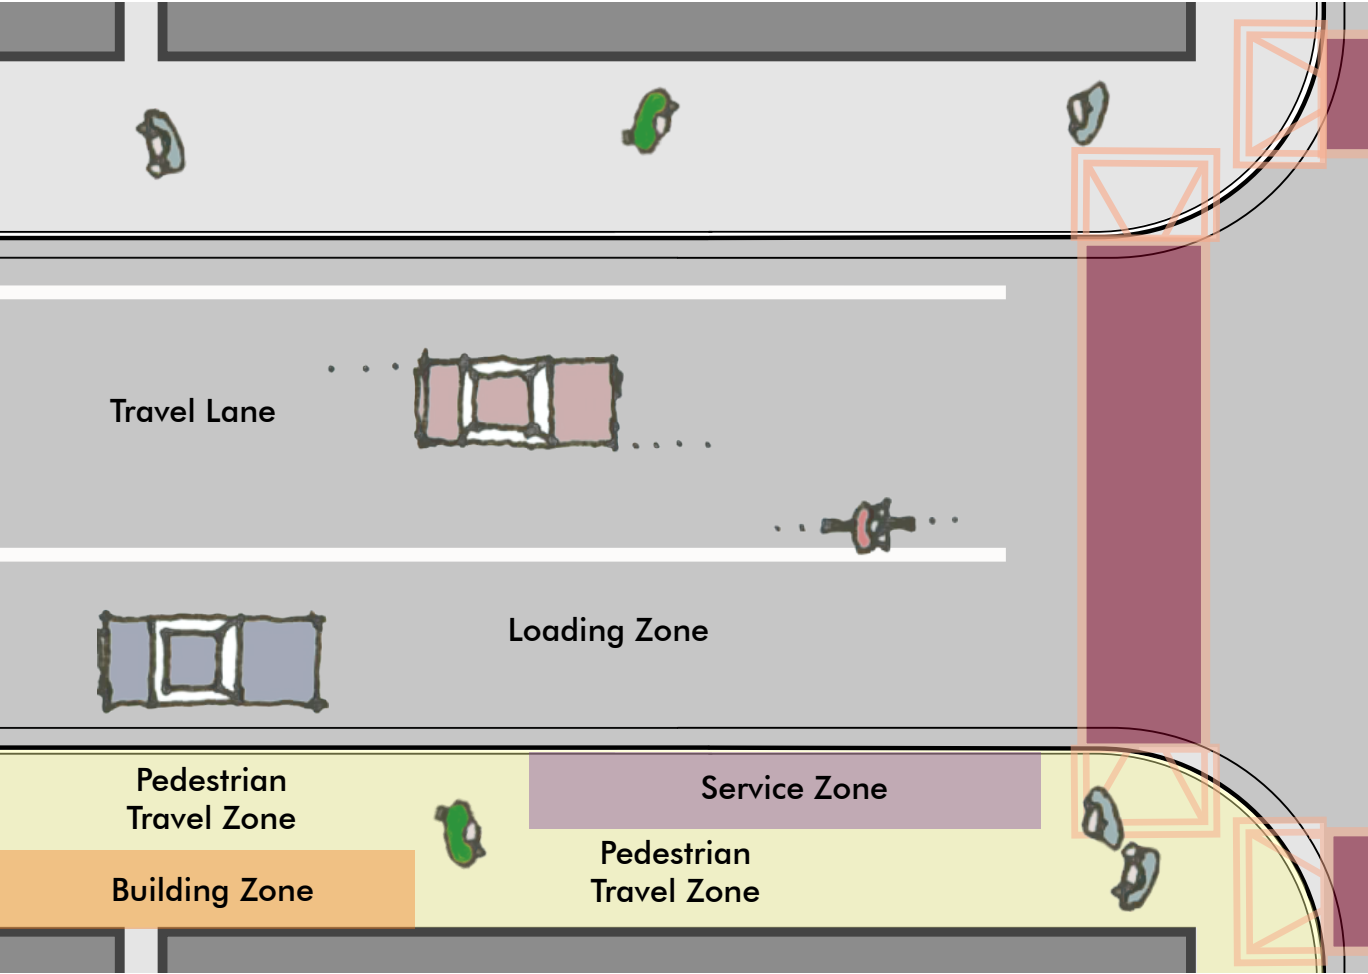 Travel Lane
Loading Zone
Pedestrian
Travel Zone
Service Zone
Building Zone
Pedestrian
Travel Zone